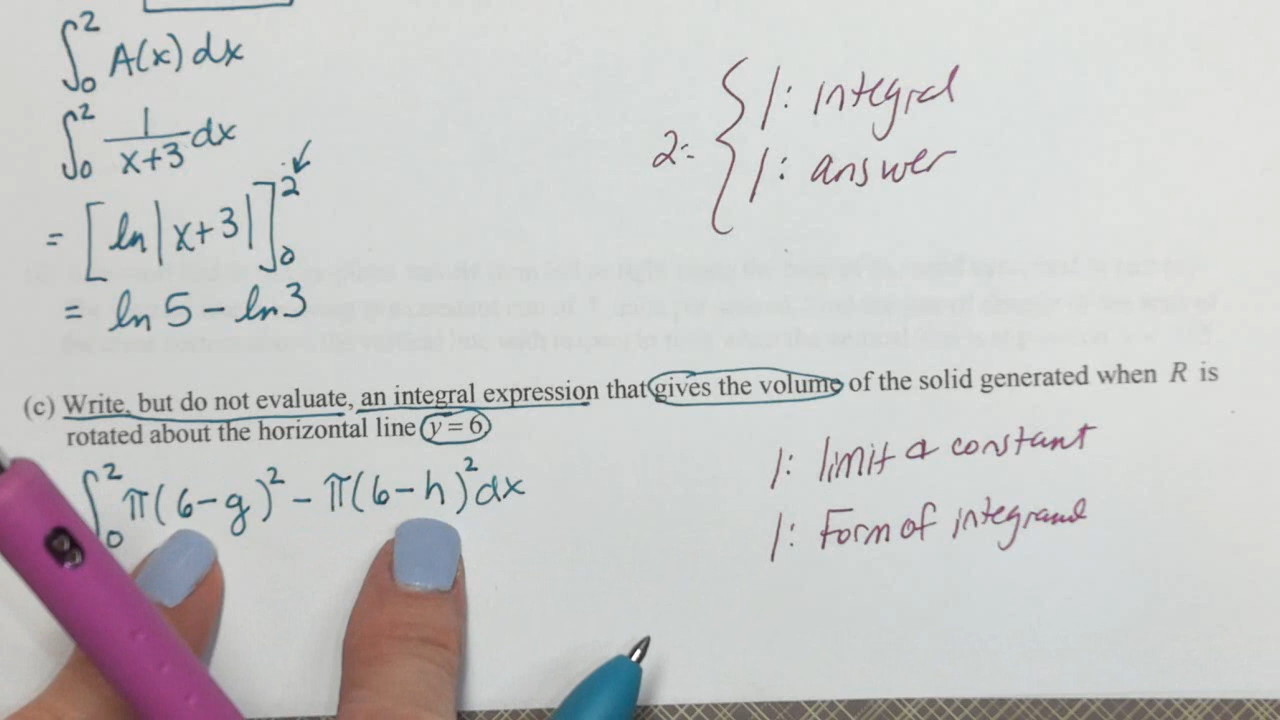 ∫₀² A(x) dx
∫₀² 1/(x+3) dx
= [ln|x+3|]₀²
= ln 5 − ln 3
2: { 1: integral
1: answer
(c) Write, but do not evaluate, an integral expression that gives the volume of the solid generated when R is
rotated about the horizontal line y = 6
∫₀² π(6−g)² − π(6−h)² dx
1: limit & constant
1: Form of integrand